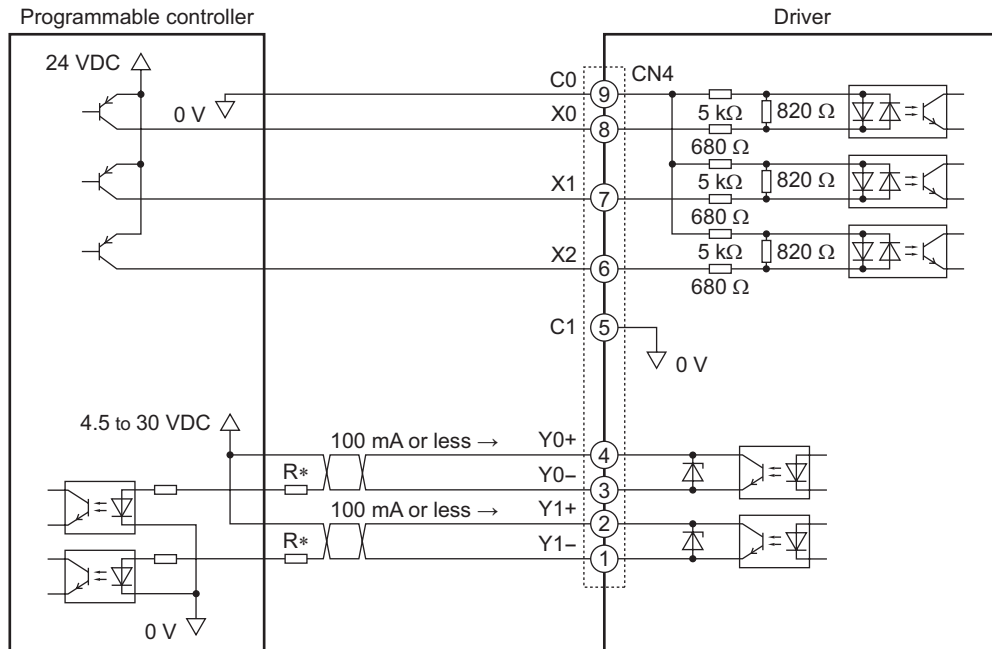 Programmable controller
Driver
24 VDC
0 V
C0
9
CN4
X0
8
5 kΩ
820 Ω
680 Ω
X1
7
5 kΩ
820 Ω
680 Ω
X2
6
5 kΩ
820 Ω
680 Ω
C1
5
0 V
4.5 to 30 VDC
100 mA or less →
Y0+
4
R*
Y0−
3
100 mA or less →
Y1+
2
R*
Y1−
1
0 V